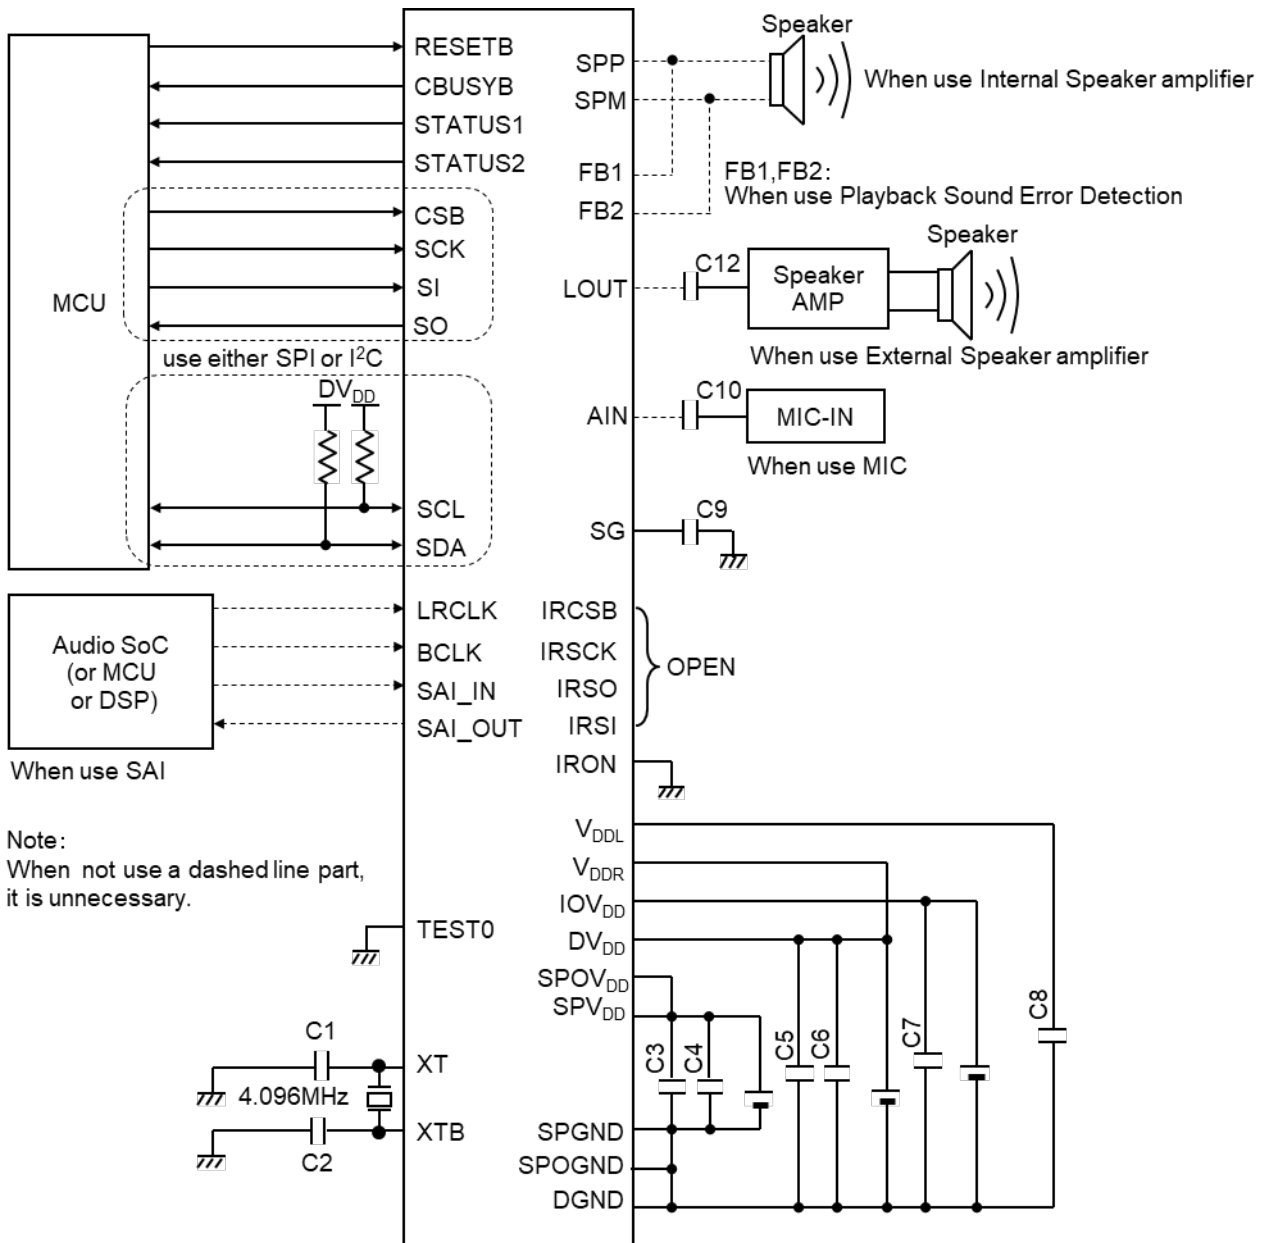 Speaker
RESETB
SPP
When use Internal Speaker amplifier
CBUSYB
SPM
STATUS1
STATUS2
FB1
FB1,FB2:
When use Playback Sound Error Detection
CSB
FB2
Speaker
SCK
C12
Speaker
AMP
SI
LOUT
MCU
SO
use either SPI or I²C
When use External Speaker amplifier
DVDD
C10
AIN
MIC-IN
When use MIC
SCL
C9
SG
SDA
LRCLK
IRCSB
Audio SoC
(or MCU
or DSP)
BCLK
IRSCK
OPEN
SAI_IN
IRSO
SAI_OUT
IRSI
When use SAI
IRON
VDDL
Note:
When not use a dashed line part,
it is unnecessary.
VDDR
IOVDD
TEST0
DVDD
SPOVDD
SPVDD
C8
C1
C7
C3
C4
C5
C6
XT
4.096MHz
XTB
SPGND
C2
SPOGND
DGND